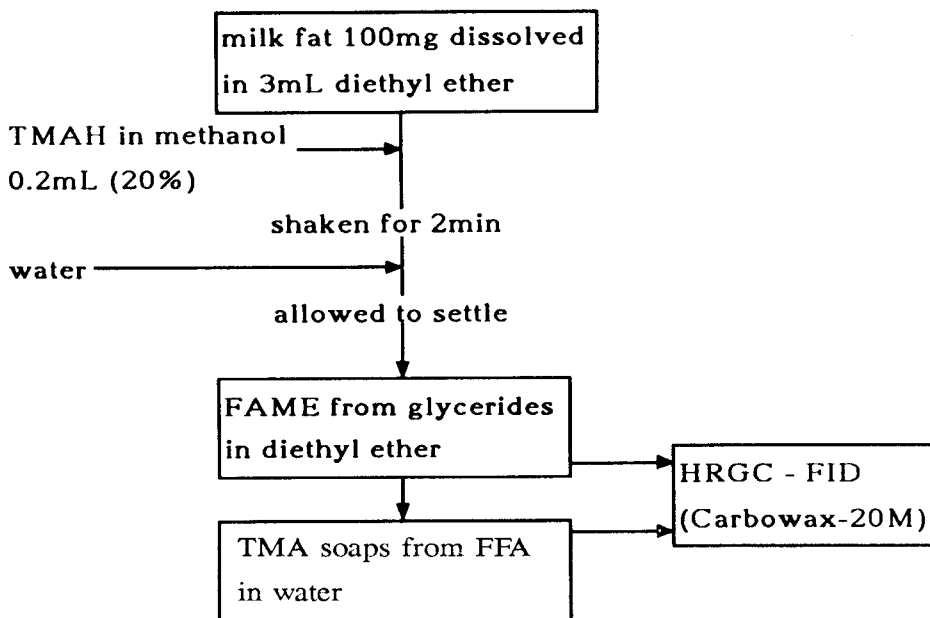 milk fat 100mg dissolved
in 3mL diethyl ether
TMAH in methanol
0.2mL (20%)
shaken for 2min
water
allowed to settle
FAME from glycerides
in diethyl ether
HRGC - FID
(Carbowax-20M)
TMA soaps from FFA
in water